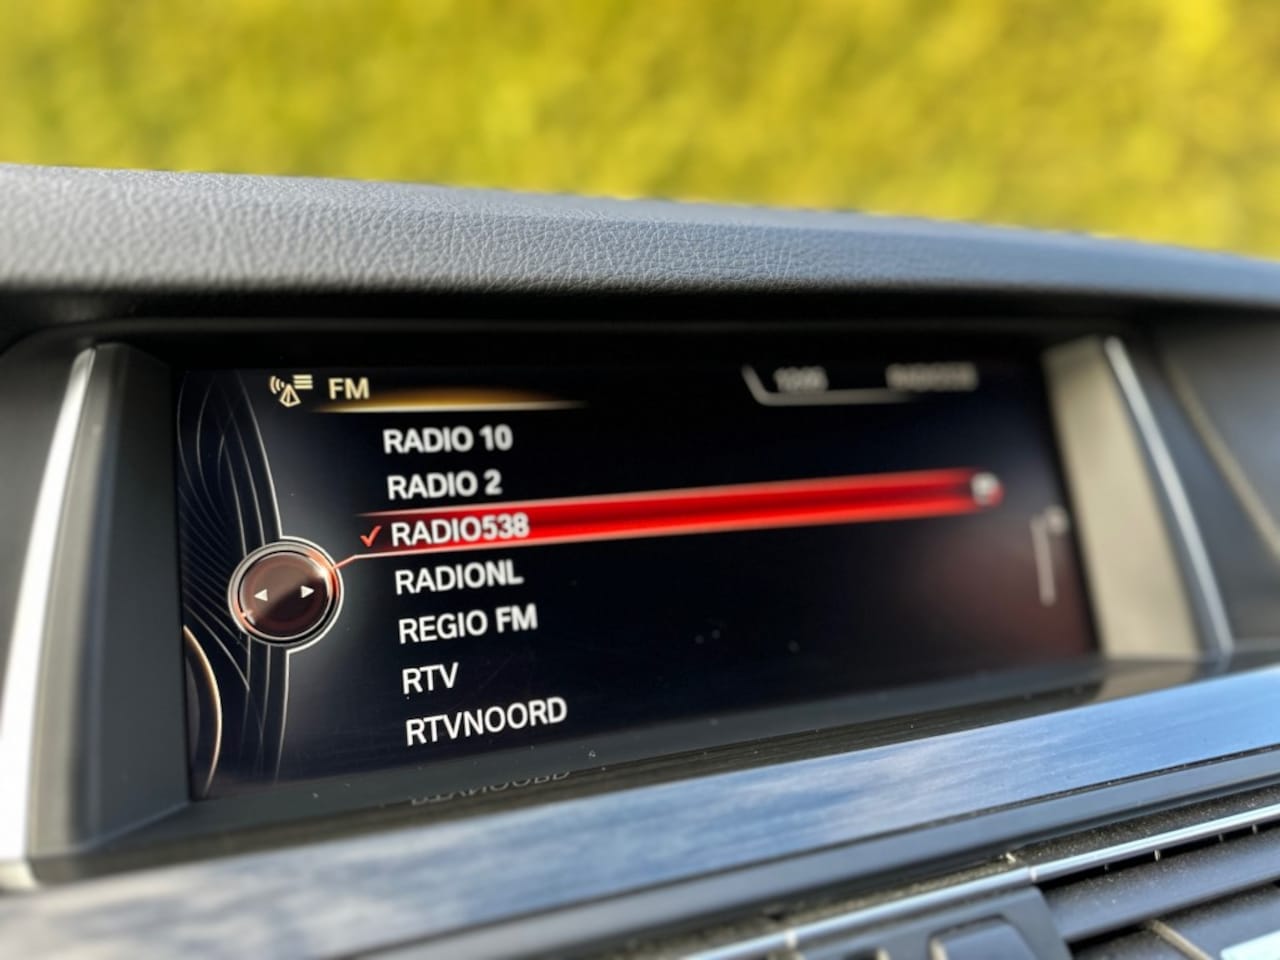 FM
RADIO 10
RADIO 2
RADIO538
RADIONL
REGIO FM
RTV
RTVNOORD